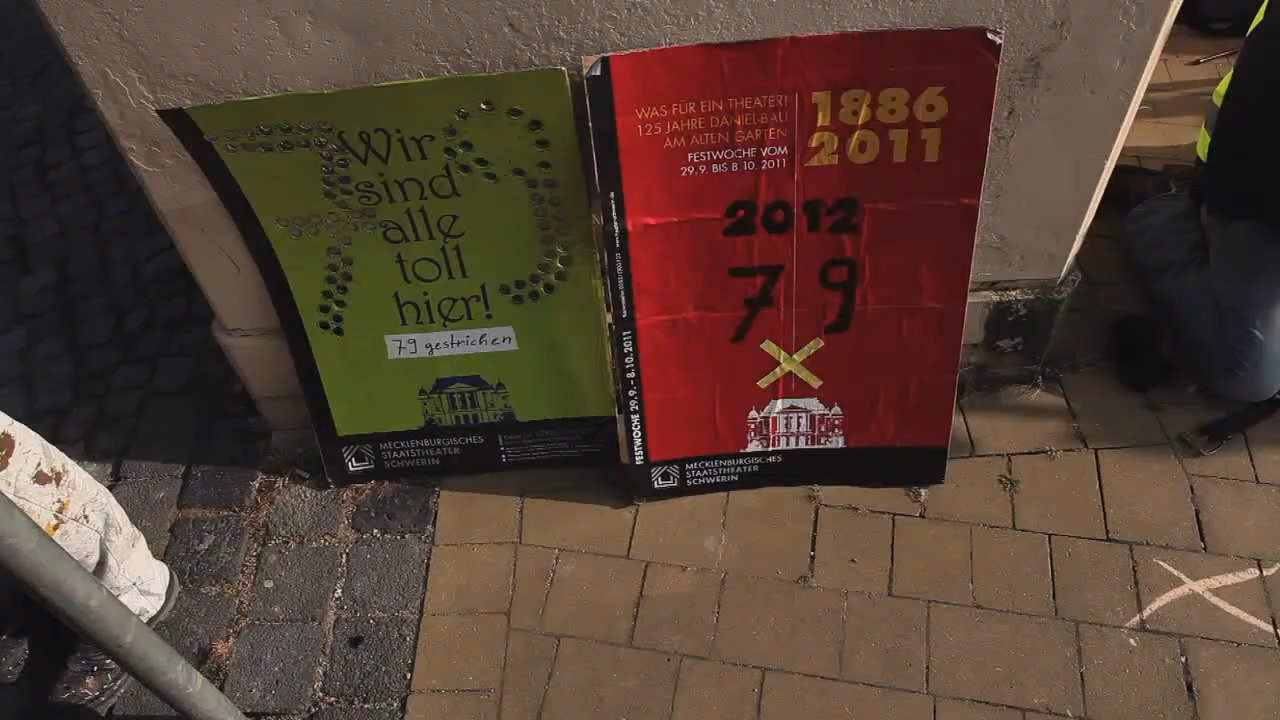 79
Wir
sind
alle
toll
hier!
79 gestrichen
MECKLENBURGISCHES
STAATSTHEATER
SCHWERIN
WAS FÜR EIN THEATER!
125 JAHRE DANIEL-BAU
AM ALTEN GARTEN
FESTWOCHE VOM
29.9. BIS 8.10.2011
1886
2011
2012
79
FESTWOCHE 29.9. – 8.10.2011
MECKLENBURGISCHES
STAATSTHEATER
SCHWERIN